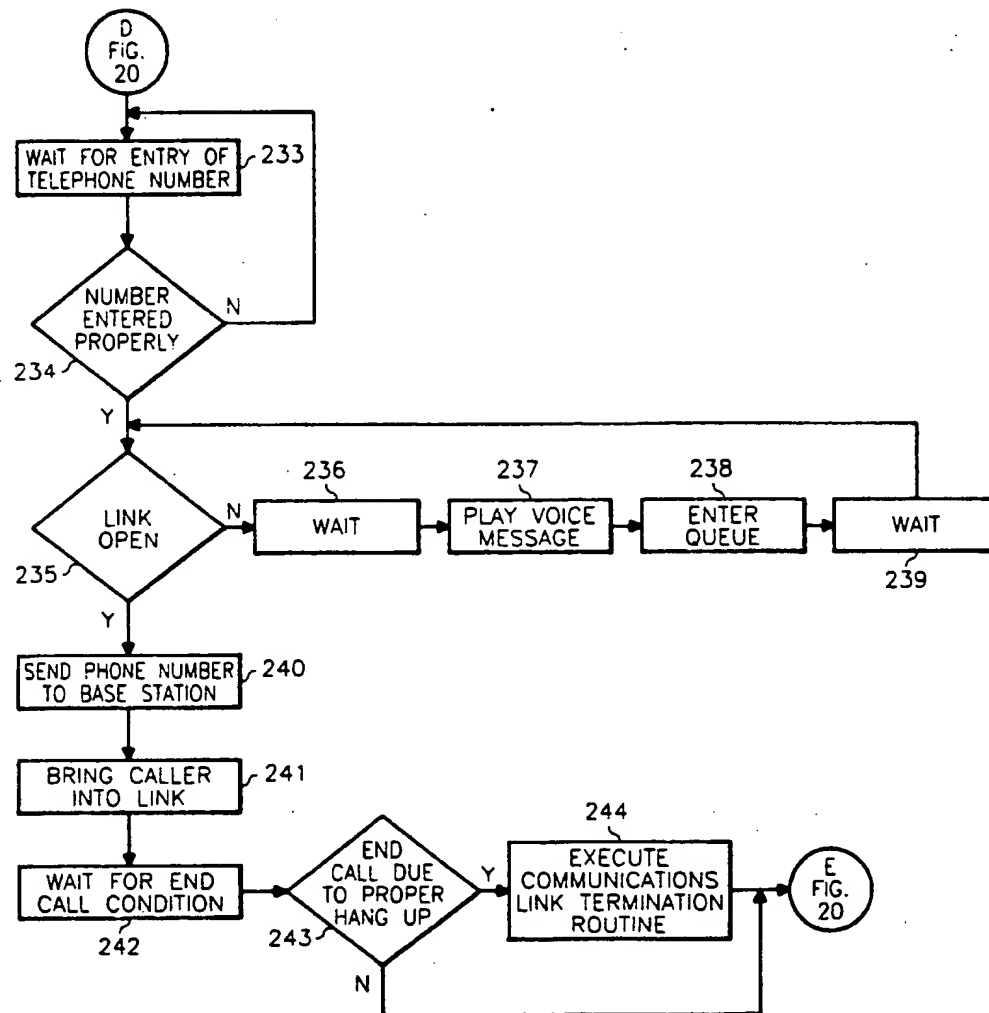 D
FIG.
20
WAIT FOR ENTRY OF
TELEPHONE NUMBER
233
NUMBER
ENTERED
PROPERLY
N
234
Y
LINK
OPEN
N
235
Y
236
WAIT
237
PLAY VOICE
MESSAGE
238
ENTER
QUEUE
WAIT
239
SEND PHONE NUMBER
TO BASE STATION
240
BRING CALLER
INTO LINK
241
WAIT FOR END
CALL CONDITION
242
END
CALL DUE
TO PROPER
HANG UP
243
Y
N
244
EXECUTE
COMMUNICATIONS
LINK TERMINATION
ROUTINE
E
FIG.
20